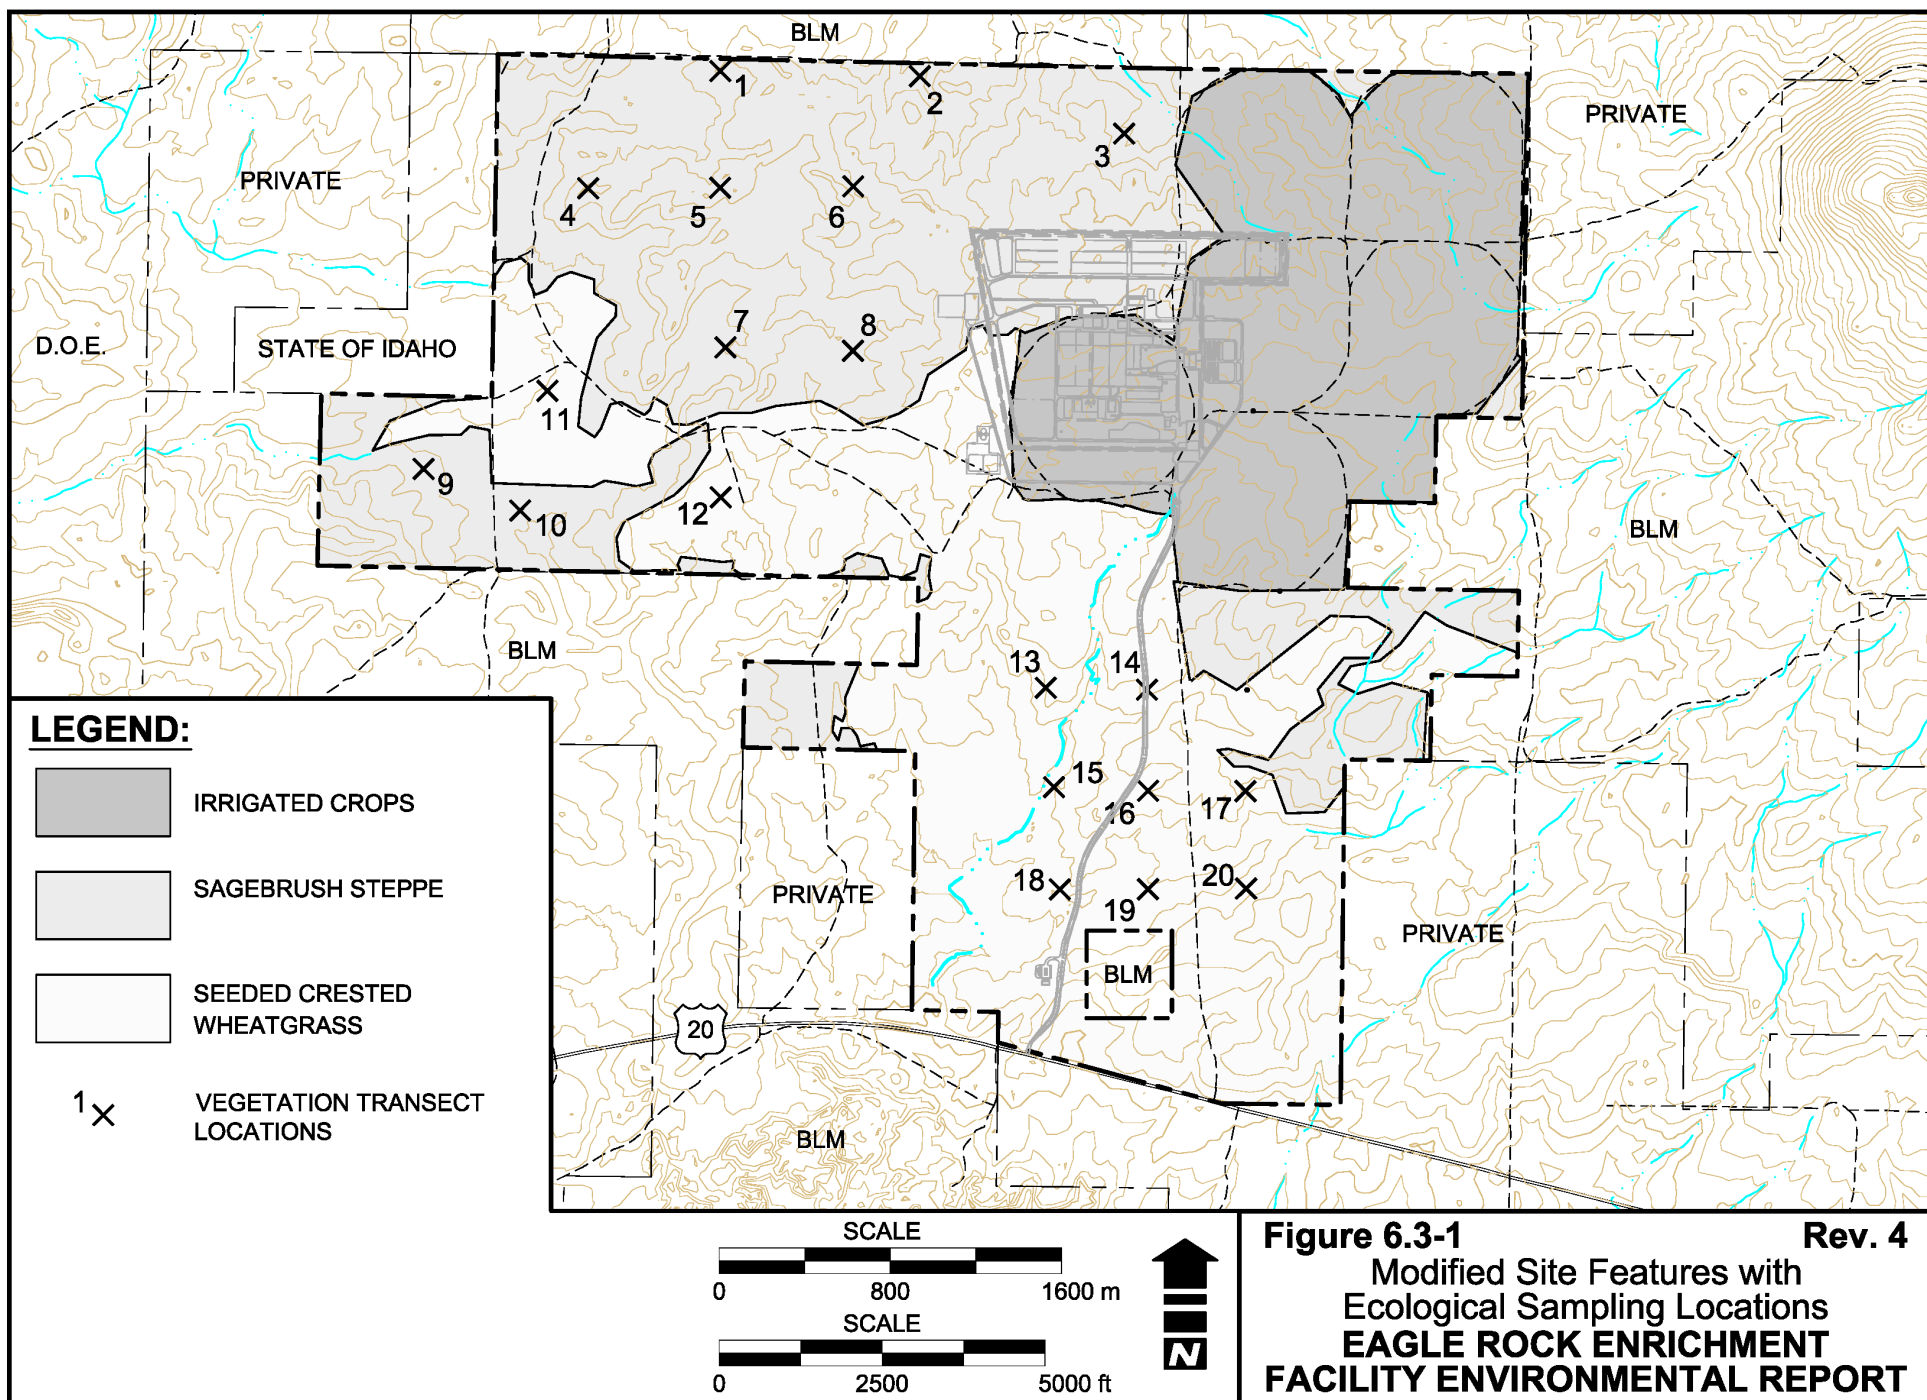 BLM
1
2
PRIVATE
3
PRIVATE
4
5
6
7
8
D.O.E.
STATE OF IDAHO
11
9
10
12
BLM
BLM
13
14
15
16
17
PRIVATE
18
19
20
PRIVATE
BLM
20
BLM
LEGEND:
IRRIGATED CROPS
SAGEBRUSH STEPPE
SEEDED CRESTED
WHEATGRASS
1
VEGETATION TRANSECT
LOCATIONS
SCALE
0 800 1600 m
SCALE
0 2500 5000 ft
N
Figure 6.3-1 Rev. 4
Modified Site Features with
Ecological Sampling Locations
EAGLE ROCK ENRICHMENT
FACILITY ENVIRONMENTAL REPORT